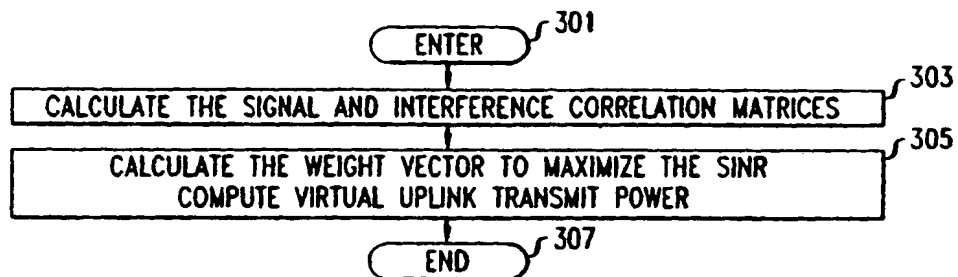 301
ENTER
303
CALCULATE THE SIGNAL AND INTERFERENCE CORRELATION MATRICES
305
CALCULATE THE WEIGHT VECTOR TO MAXIMIZE THE SINR
COMPUTE VIRTUAL UPLINK TRANSMIT POWER
307
END